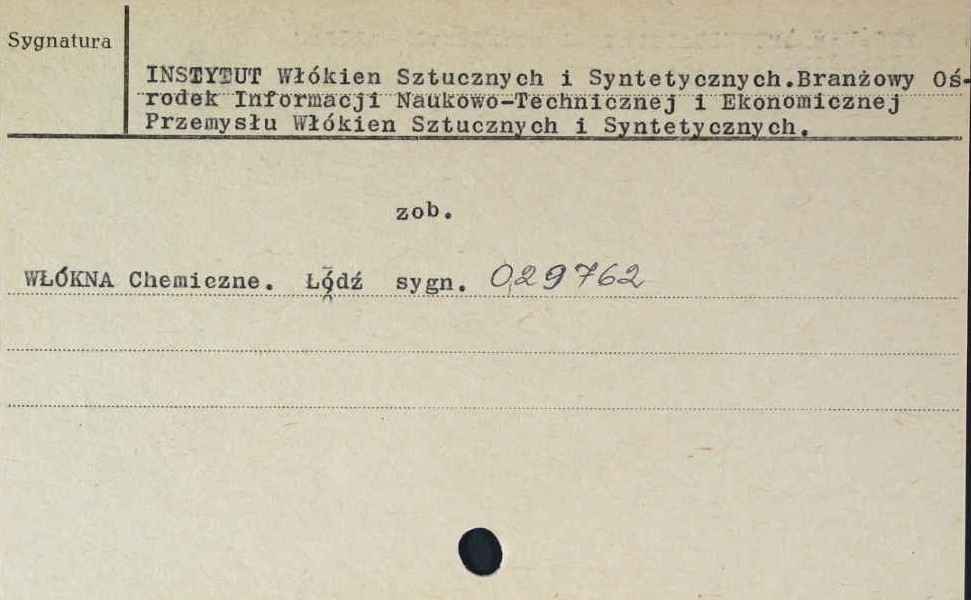 Sygnatura
INSTYTUT Włókien Sztucznych i Syntetycznych.Branżowy Oś-
rodek Informacji Naukowo-Technicznej i Ekonomicznej
Przemysłu Włókien Sztucznych i Syntetycznych.
zob.
WŁÓKNA Chemiczne. Łódź sygn. 029762